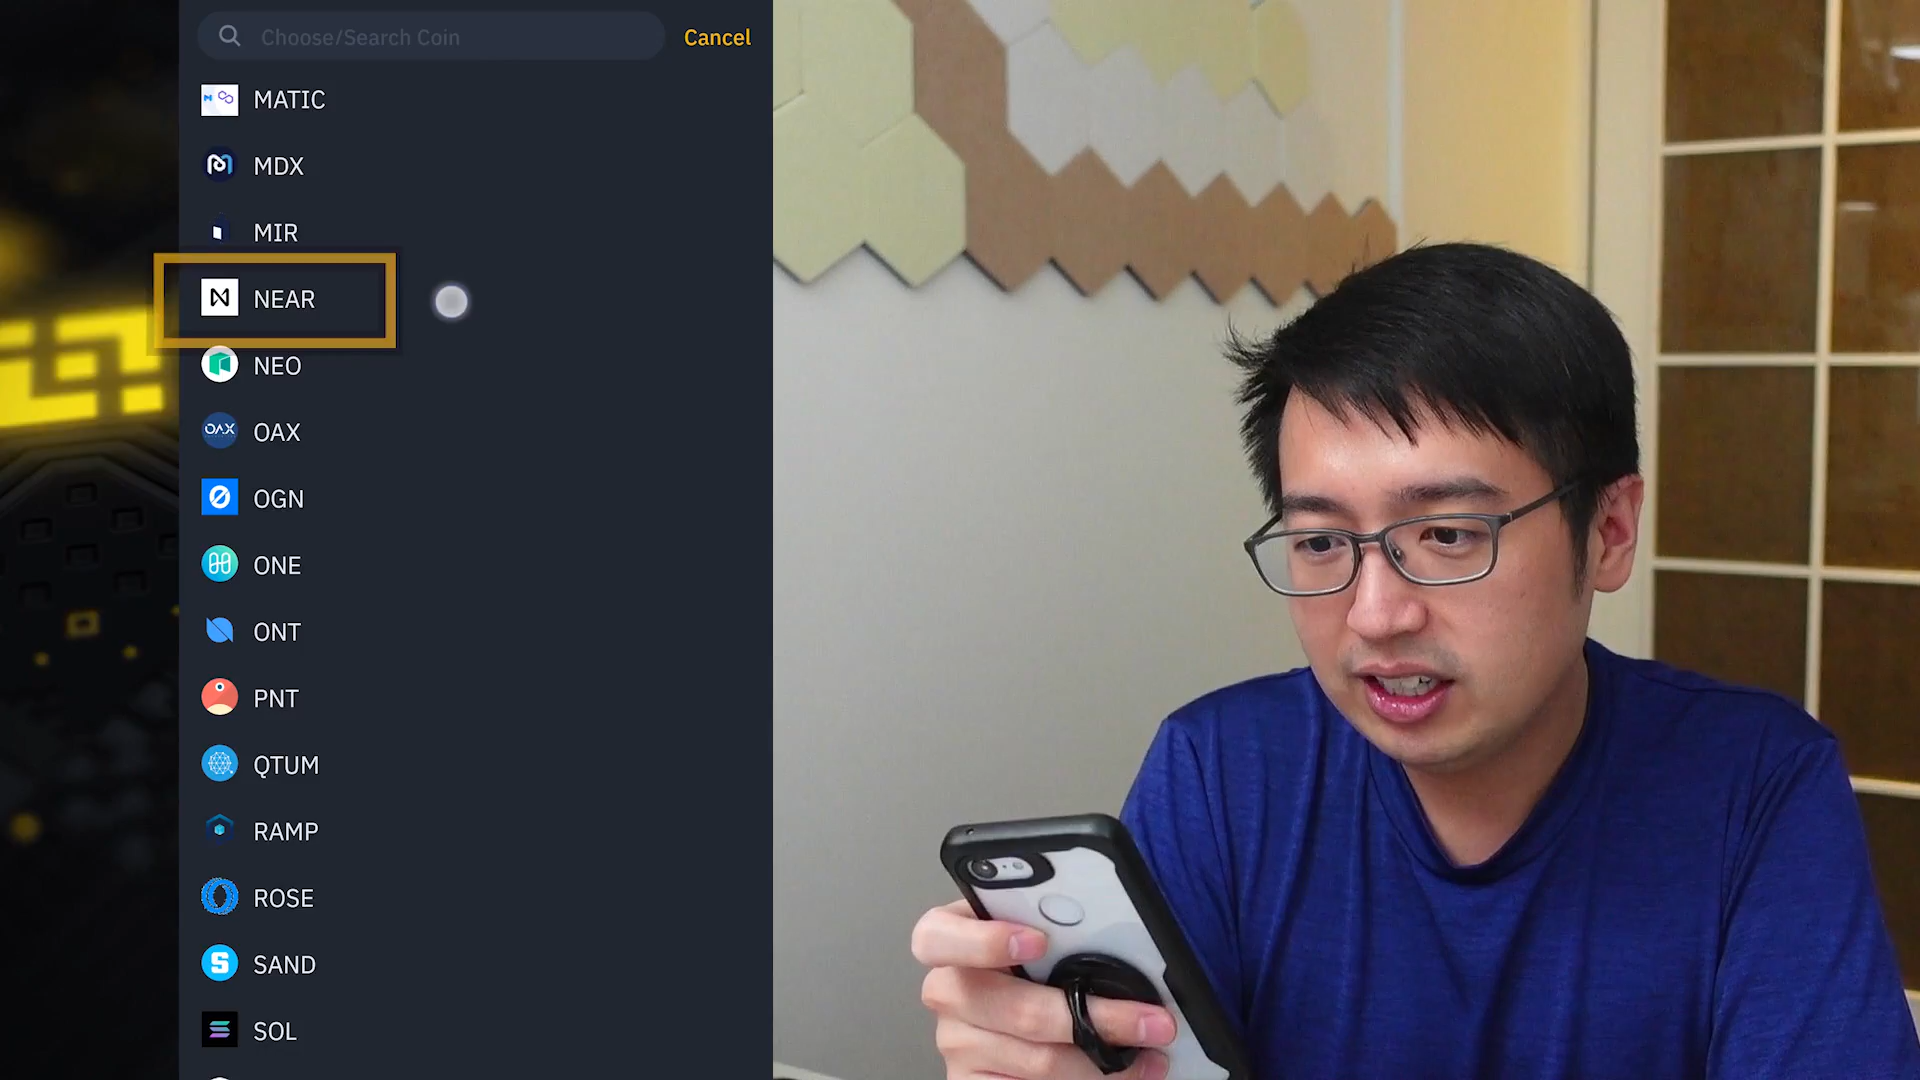 Choose/Search Coin
Cancel
MATIC
MDX
MIR
NEAR
NEO
OAX
OAX
OGN
ONE
ONT
PNT
QTUM
RAMP
ROSE
SAND
S
SOL